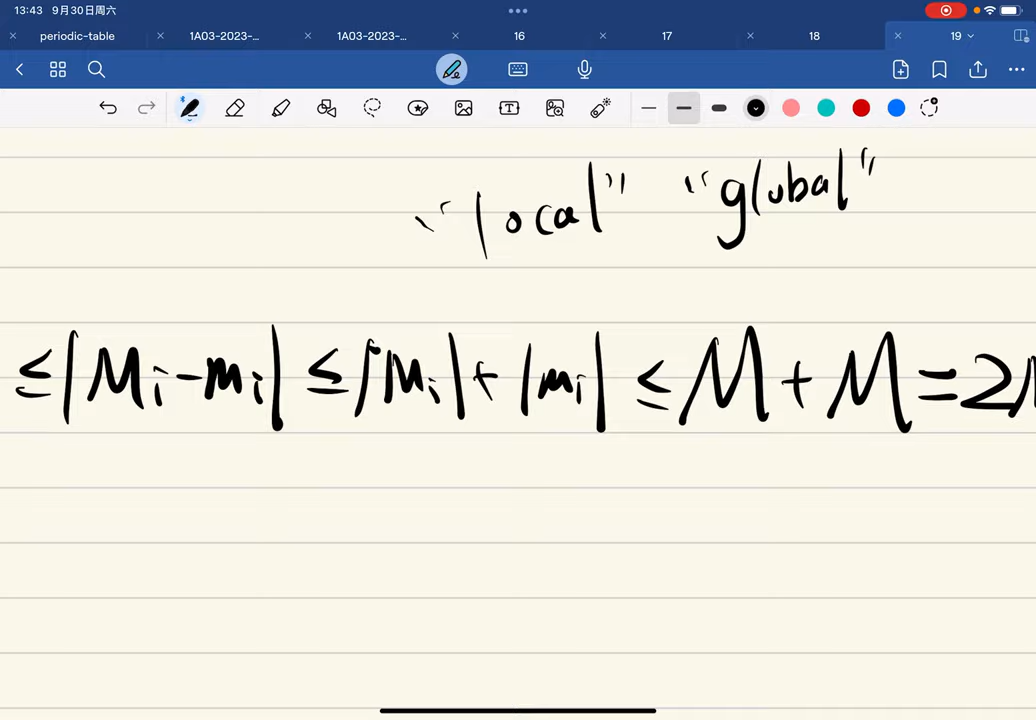 13:43 9月30日周六
periodic-table 1A03-2023-... 1A03-2023-... 16 17 18 19
"local" "global"
≤|Mi-mi| ≤|Mi|+|mi| ≤M+M=2M